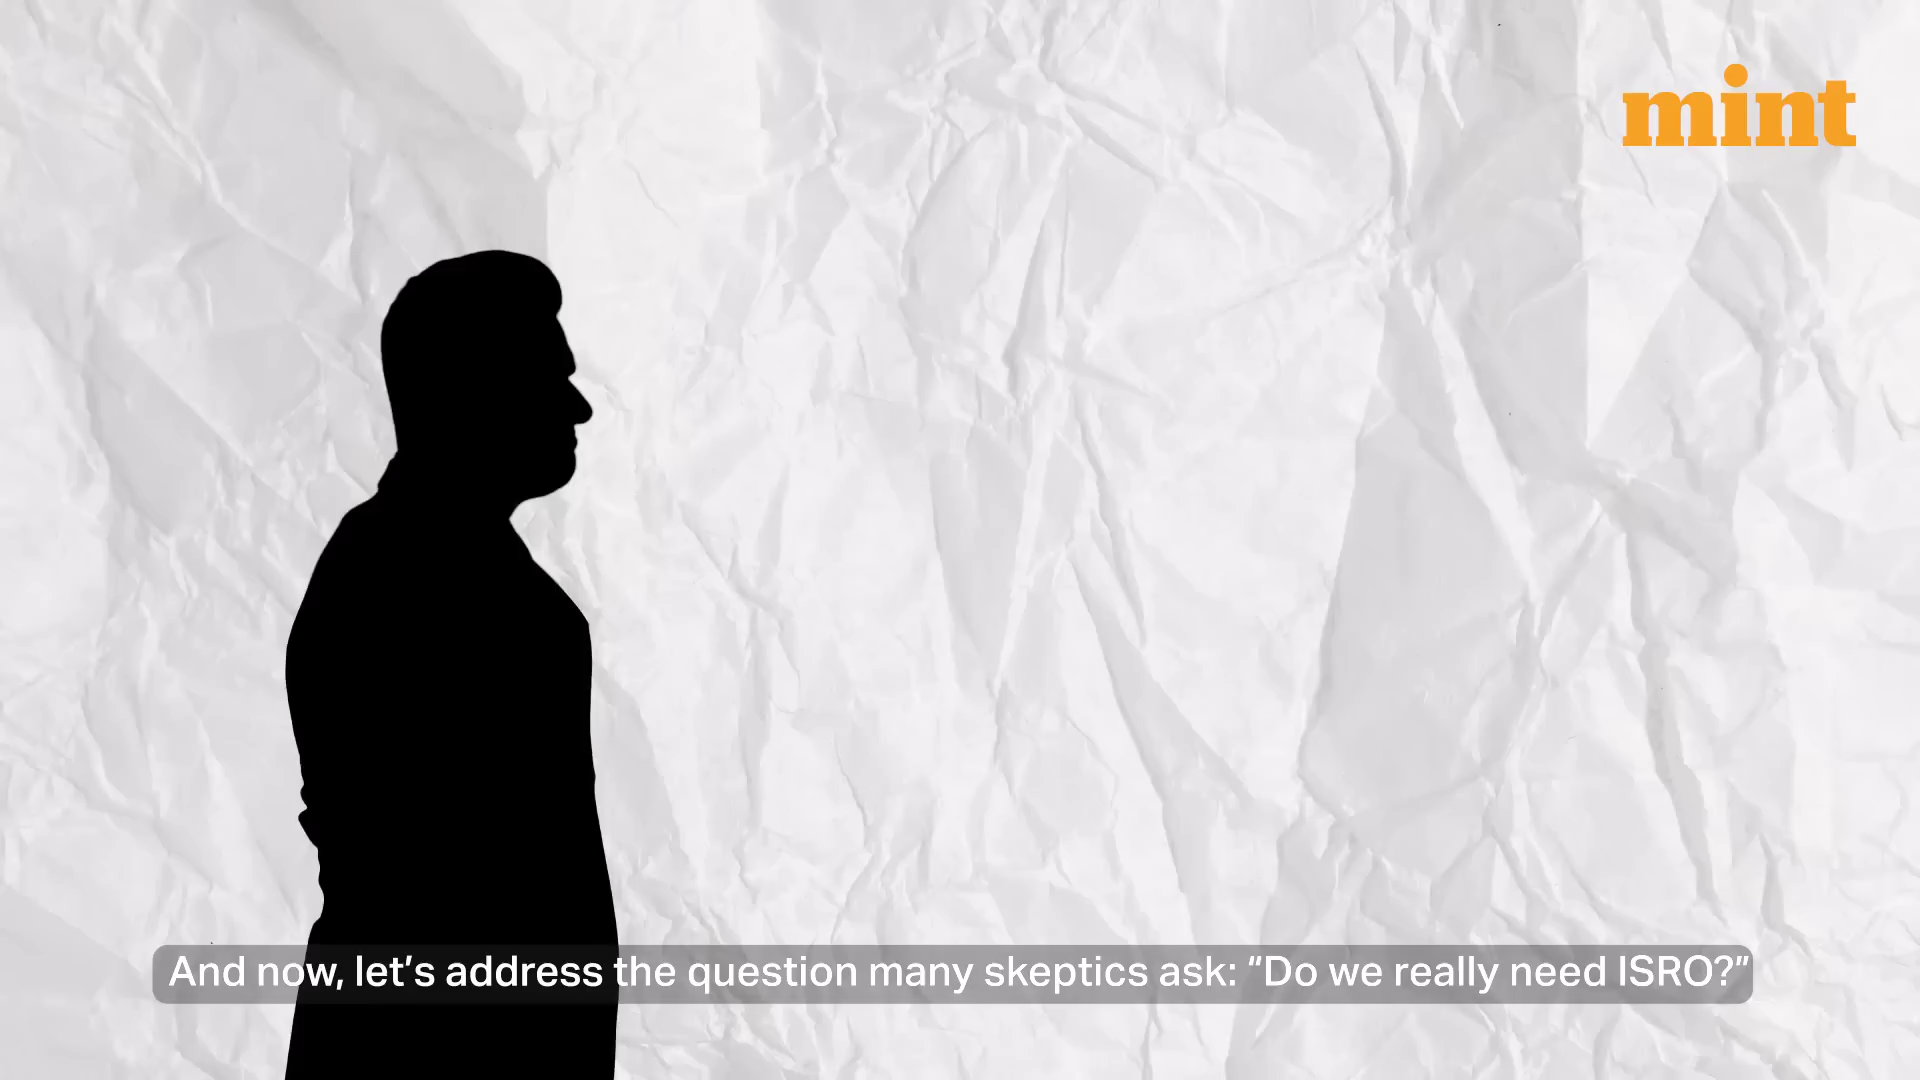 mint
And now, let’s address the question many skeptics ask: “Do we really need ISRO?”